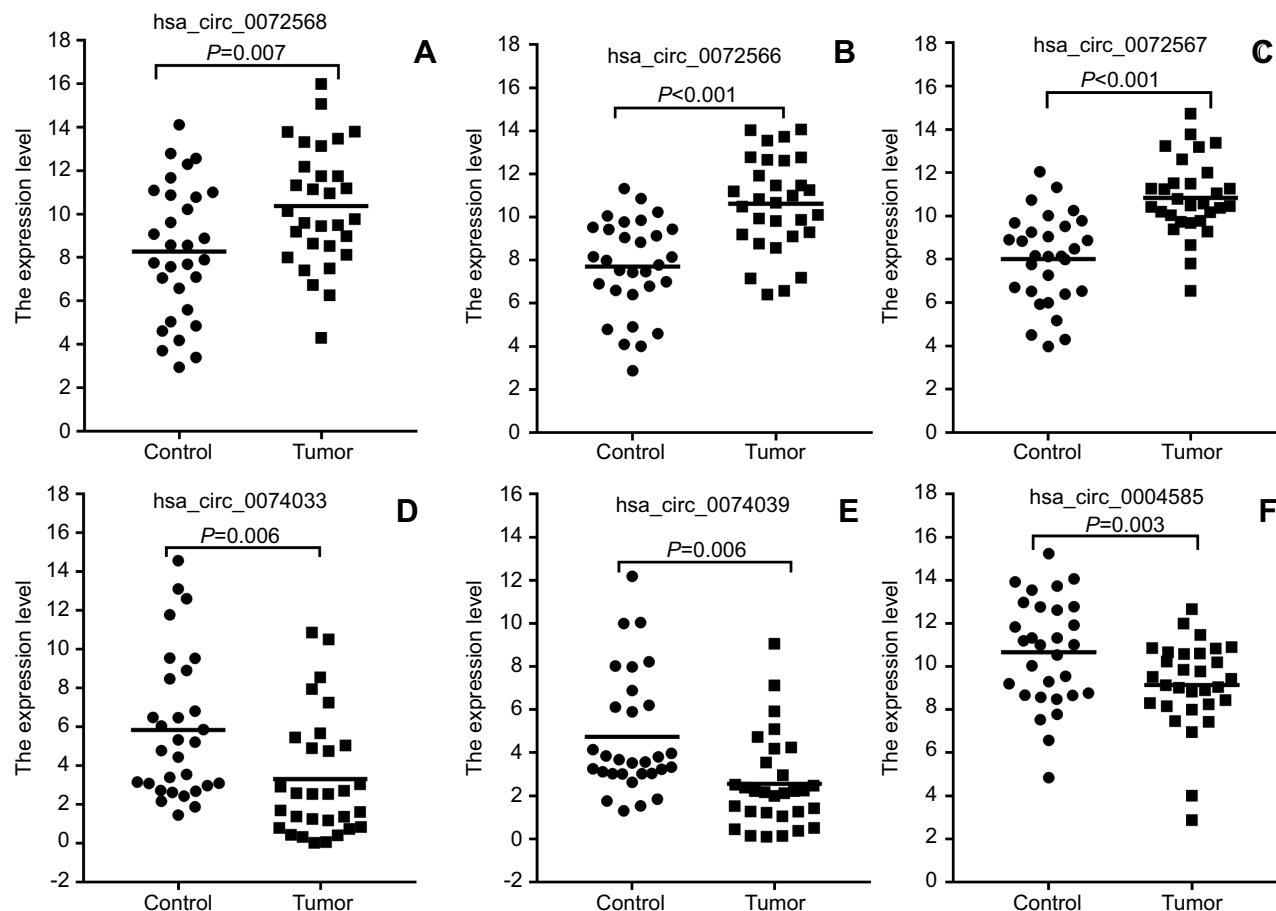 hsa_circ_0072568
A
P=0.007
The expression level
18
16
14
12
10
8
6
4
2
0
Control
Tumor
hsa_circ_0072566
B
P<0.001
The expression level
18
16
14
12
10
8
6
4
2
0
Control
Tumor
hsa_circ_0072567
C
P<0.001
The expression level
18
16
14
12
10
8
6
4
2
0
Control
Tumor
hsa_circ_0074033
D
P=0.006
The expression level
18
16
14
12
10
8
6
4
2
0
-2
Control
Tumor
hsa_circ_0074039
E
P=0.006
The expression level
16
14
12
10
8
6
4
2
0
-2
Control
Tumor
hsa_circ_0004585
F
P=0.003
The expression level
18
16
14
12
10
8
6
4
2
0
Control
Tumor